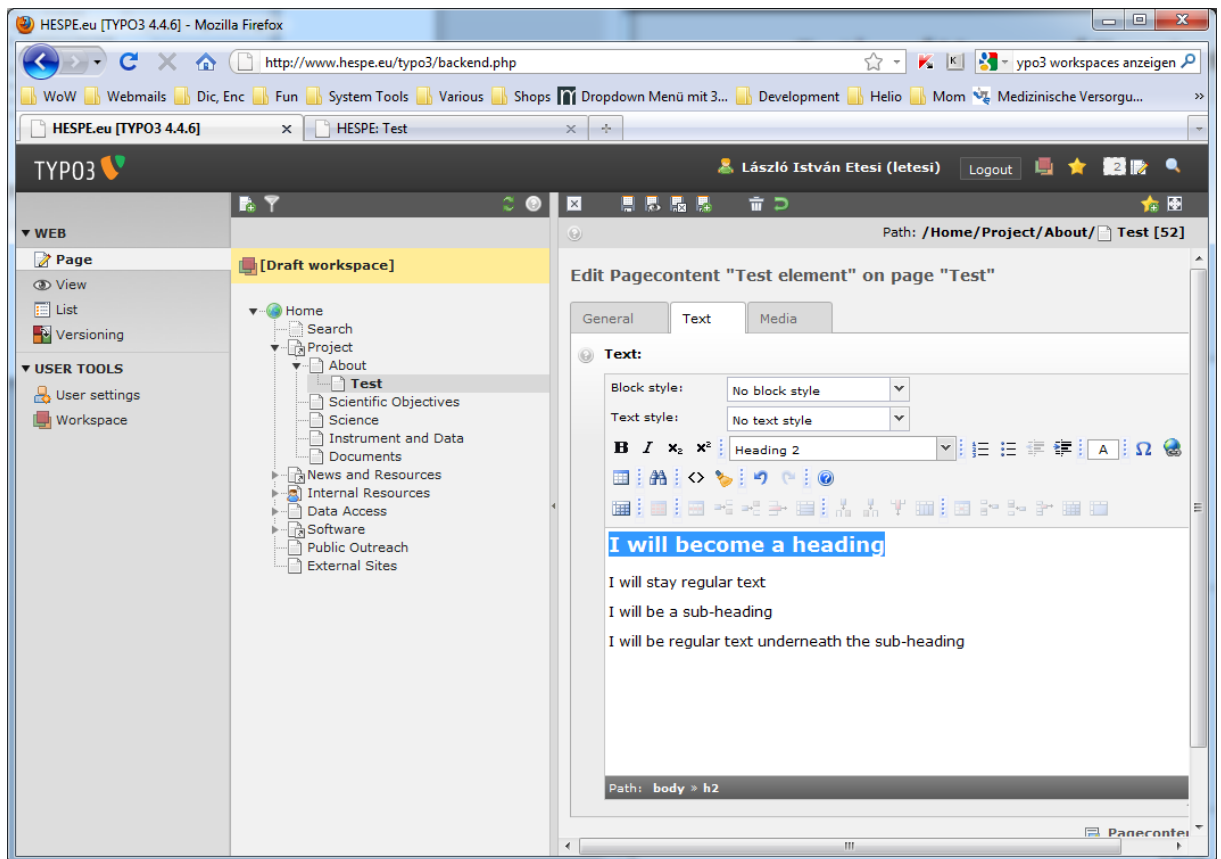 HESPE.eu [TYPO3 4.4.6] - Mozilla Firefox
http://www.hespe.eu/typo3/backend.php
ypo3 workspaces anzeigen
WoW Webmails Dic, Enc Fun System Tools Various Shops Dropdown Menü mit 3... Development Helio Mom Medizinische Versorgu... »
HESPE.eu [TYPO3 4.4.6] x HESPE: Test x
TYPO3
László István Etesi (letesi) Logout 2
WEB
Page
View
List
Versioning
USER TOOLS
User settings
Workspace
[Draft workspace]
Home
Search
Project
About
Test
Scientific Objectives
Science
Instrument and Data
Documents
News and Resources
Internal Resources
Data Access
Software
Public Outreach
External Sites
Path: /Home/Project/About/ Test [52]
Edit Pagecontent "Test element" on page "Test"
General Text Media
Text:
Block style: No block style
Text style: No text style
B I x₂ x² Heading 2 A Ω
I will become a heading
I will stay regular text
I will be a sub-heading
I will be regular text underneath the sub-heading
Path: body » h2
Pageconter